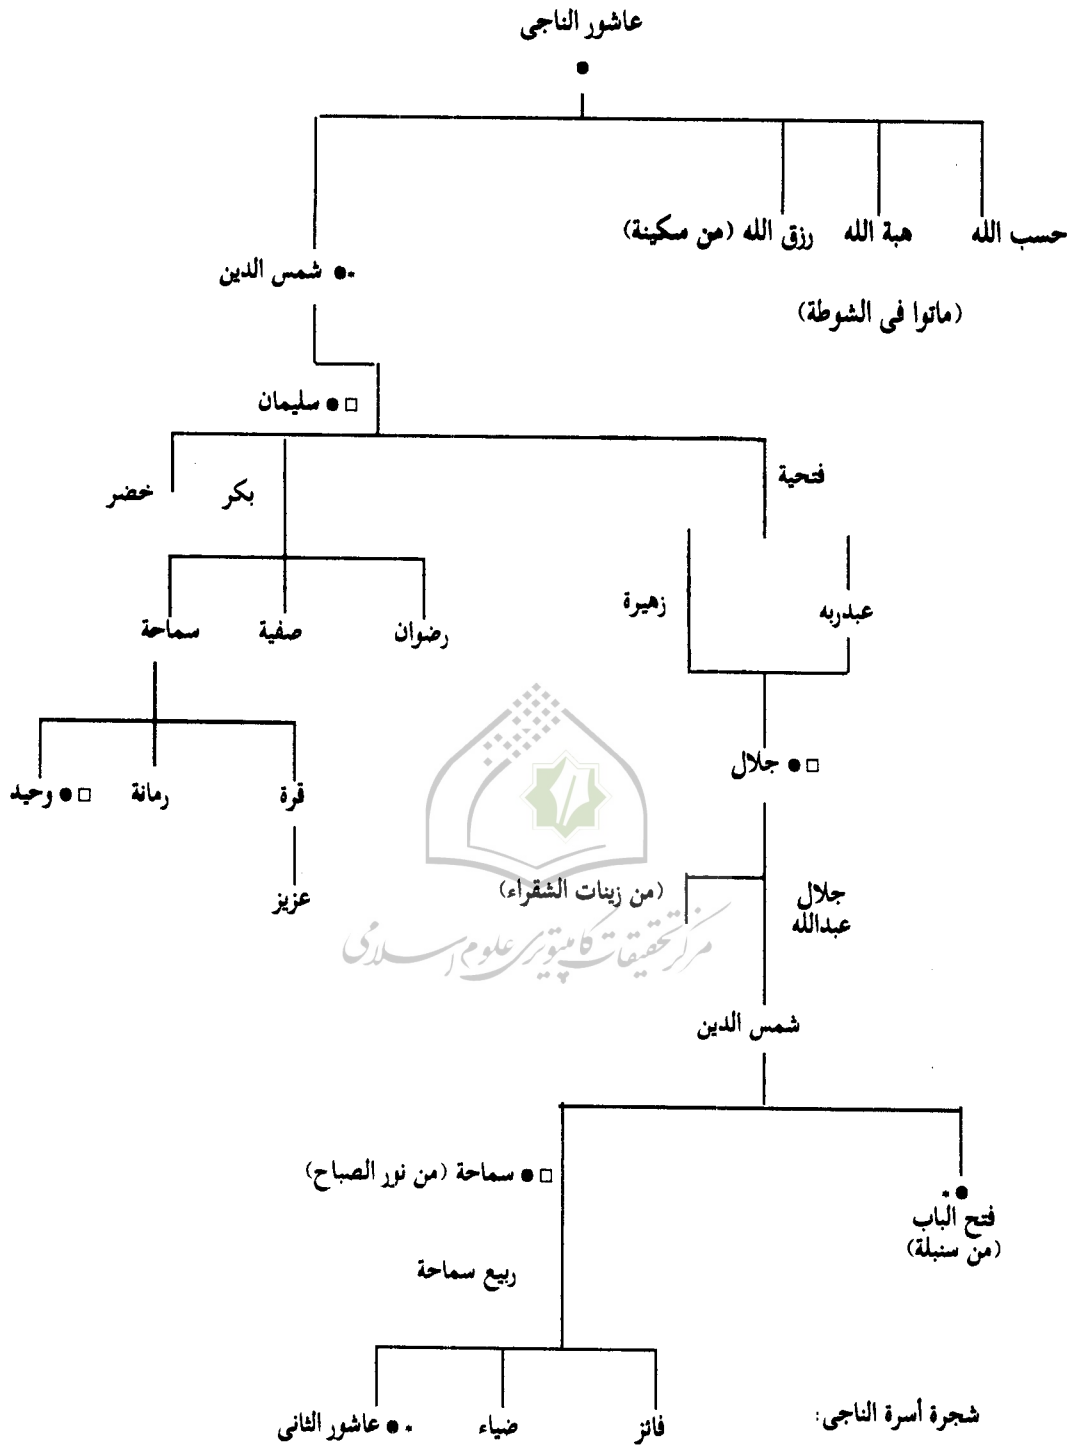 عاشور الناجى
حسب الله
هبة الله
رزق الله (من سكينة)
(ماتوا فى الشوطة)
●* شمس الدين
□ ● سليمان
فتحية
بكر
خضر
عبدربه
زهيرة
رضوان
صفية
سماحة
□ ● جلال
قرة
رمانة
□ ● وحيد
عزيز
جلال
عبدالله
(من زينات الشقراء)
مرکز تحقیقات کامپیوتری علوم اسلامی
شمس الدين
□ ● سماحة (من نور الصباح)
● *
فتح الباب
(من سنبلة)
ربيع سماحة
فائز
ضياء
* ● عاشور الثانى
شجرة أسرة الناجى: